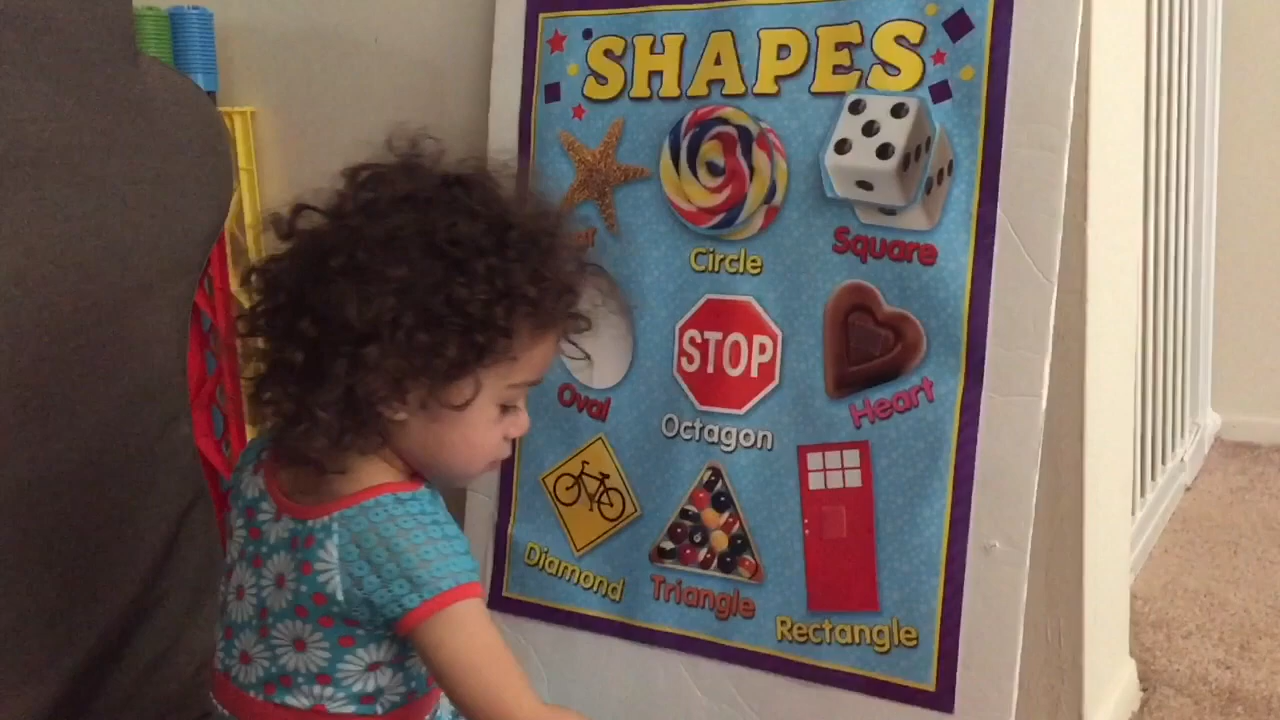 SHAPES
Circle
Square
Oval
STOP
Octagon
Heart
Diamond
Triangle
Rectangle